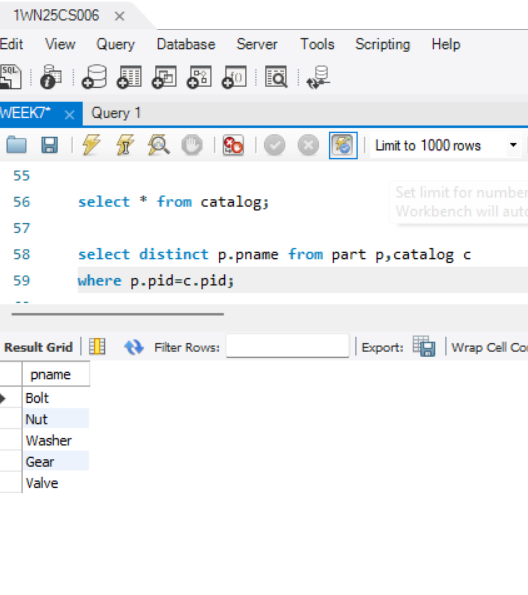 1WN25CS006 ×
Edit View Query Database Server Tools Scripting Help
SQL i f()
WEEK7* × Query 1
Limit to 1000 rows
55
56 select * from catalog;
Set limit for number
Workbench will
57
58 select distinct p.pname from part p,catalog c
59 where p.pid=c.pid;
Result Grid Filter Rows: Export: Wrap Cell
pname
Bolt
Nut
Washer
Gear
Valve